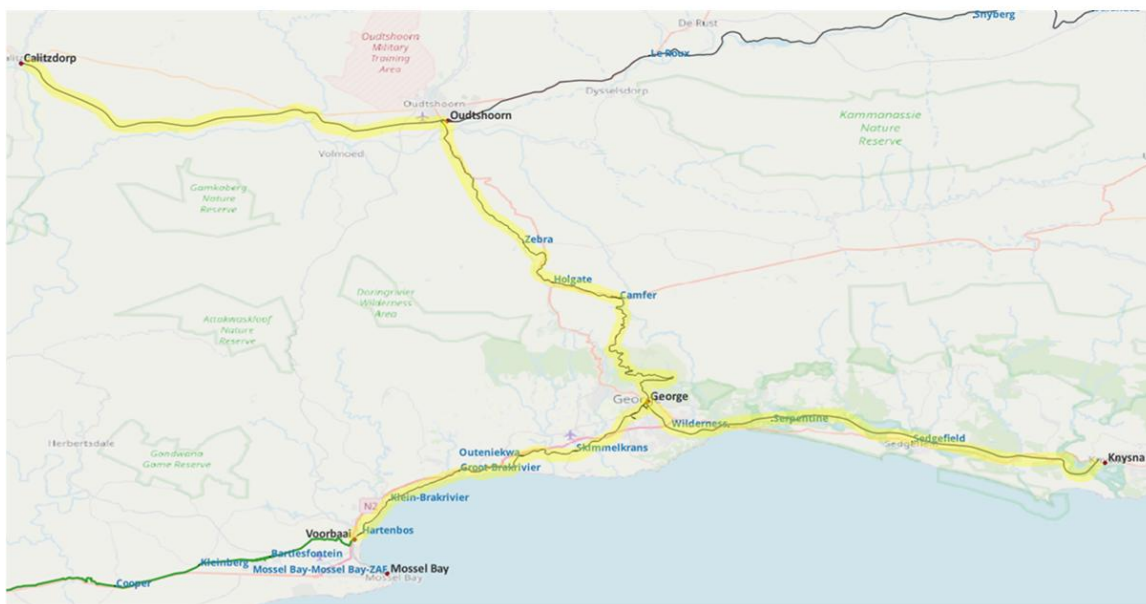 Snyberg
De Rust
Le Roux
Oudtshoorn
Military
Training
Area
Calitzdorp
Dysselsdorp
Oudtshoorn
Oudtshoorn
Kammanassie
Nature
Reserve
Volmoed
Gamkaberg
Nature
Reserve
Zebra
Holgate
Camfer
Doringrivier
Wilderness
Area
Attakwaskloof
Nature
Reserve
George
Wilderness
Serpentine
Sedgefield
Herbertsdale
Gondwana
Game Reserve
Outeniekwa
Skimmelkrans
Groot-Brakrivier
Knysna
Klein-Brakrivier
N2
Voorbaai
Hartenbos
Bartlesfontein
Kleinberg
Mossel Bay-Mossel Bay-ZAF
Mossel Bay
Mossel Bay
Cooper